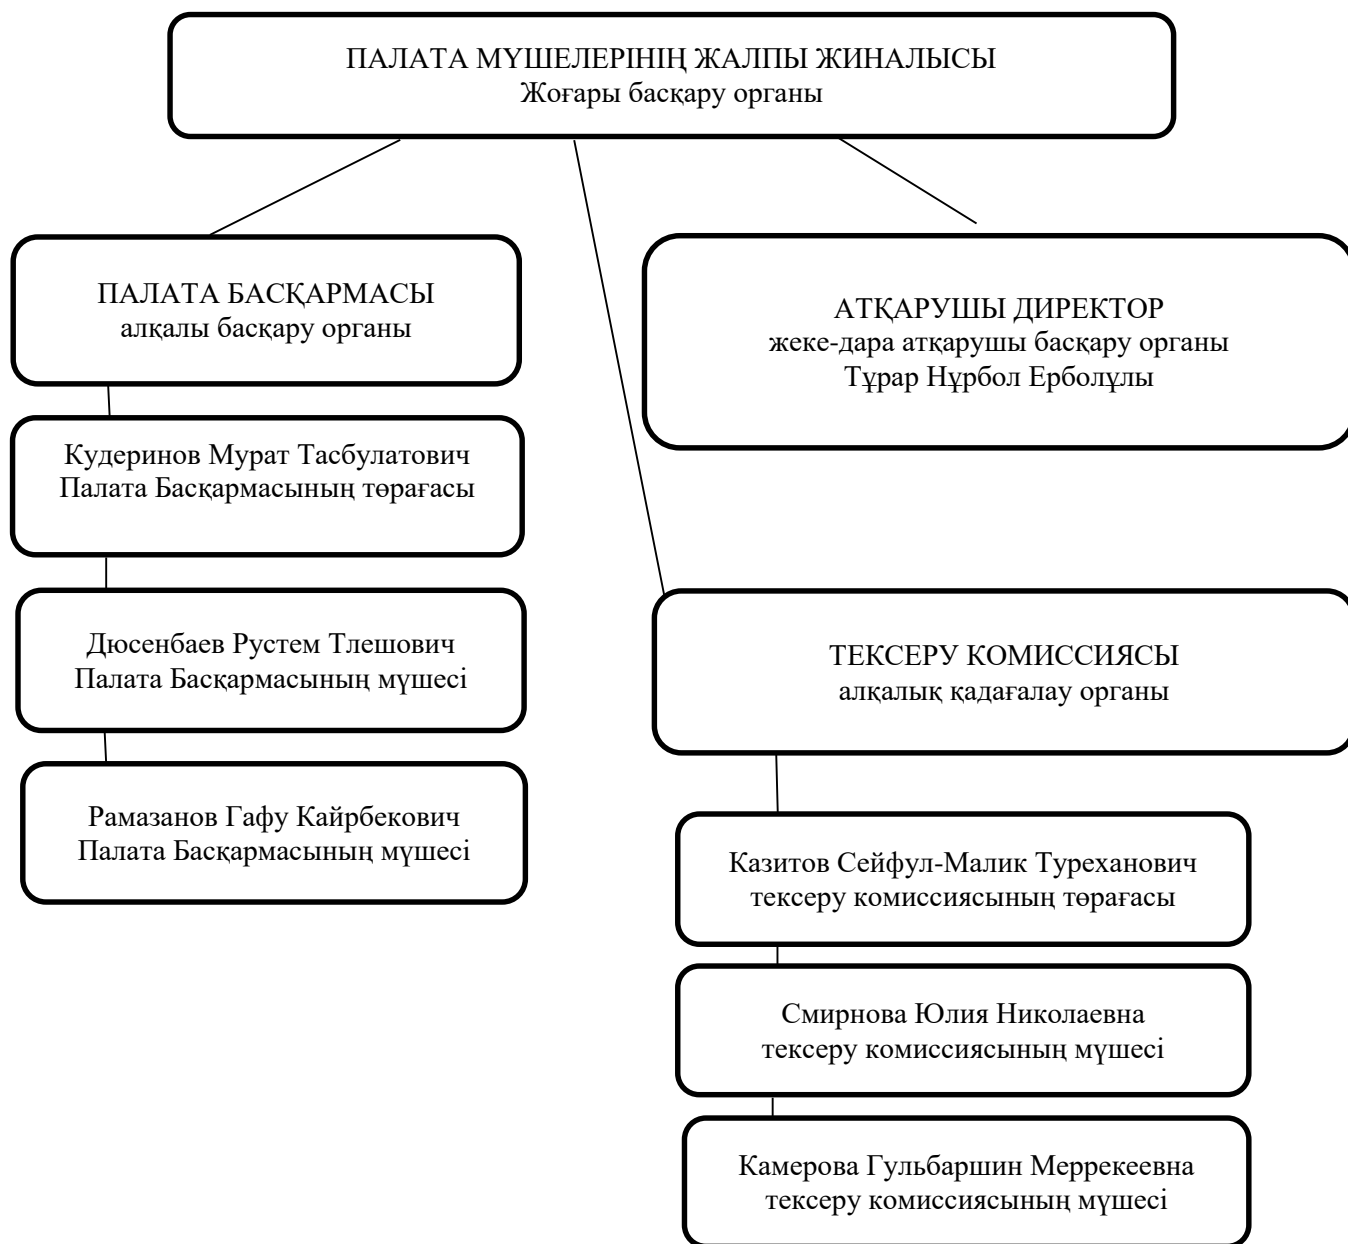 ПАЛАТА МҮШЕЛЕРІНІҢ ЖАЛПЫ ЖИНАЛЫСЫ
Жоғары басқару органы
ПАЛАТА БАСҚАРМАСЫ
алқалы басқару органы
Кудеринов Мурат Тасбулатович
Палата Басқармасының төрағасы
Дюсенбаев Рустем Тлешович
Палата Басқармасының мүшесі
Рамазанов Гафу Кайрбекович
Палата Басқармасының мүшесі
АТҚАРУШЫ ДИРЕКТОР
жеке-дара атқарушы басқару органы
Тұрар Нұрбол Ерболұлы
ТЕКСЕРУ КОМИССИЯСЫ
алқалық қадағалау органы
Казитов Сейфул-Малик Туреханович
тексеру комиссиясының төрағасы
Смирнова Юлия Николаевна
тексеру комиссиясының мүшесі
Камерова Гульбаршин Меррекеевна
тексеру комиссиясының мүшесі